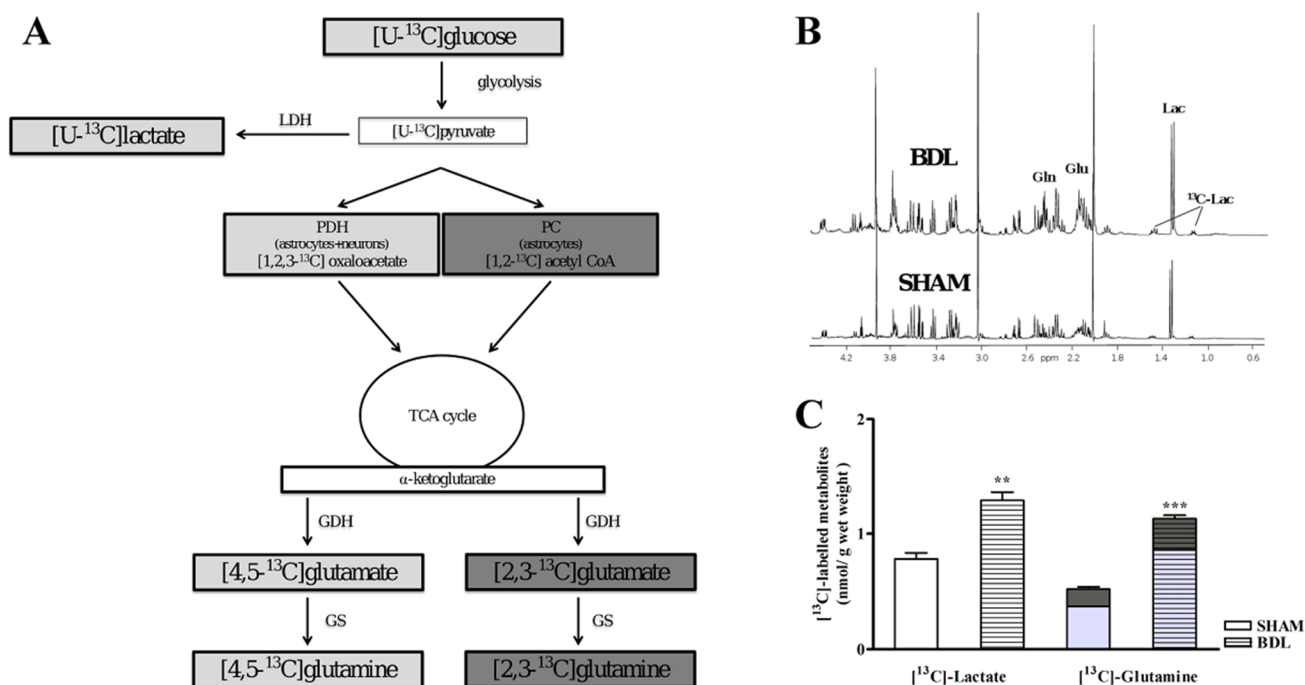 A
[U-¹³C]glucose
glycolysis
[U-¹³C]lactate
LDH
[U-¹³C]pyruvate
PDH
(astrocytes+neurons)
[1,2,3-¹³C] oxaloacetate
PC
(astrocytes)
[1,2-¹³C] acetyl CoA
TCA cycle
α-ketoglutarate
GDH
GDH
[4,5-¹³C]glutamate
[2,3-¹³C]glutamate
GS
GS
[4,5-¹³C]glutamine
[2,3-¹³C]glutamine
B
Lac
BDL
Gln
Glu
¹³C-Lac
SHAM
4.2 3.8 3.4 3.0 2.6 ppm 2.2 1.8 1.4 1.0 0.6
C
[¹³C]-labelled metabolites
(nmol/ g wet weight )
2
1
0
**
***
SHAM
BDL
[¹³C]-Lactate
[¹³C]-Glutamine